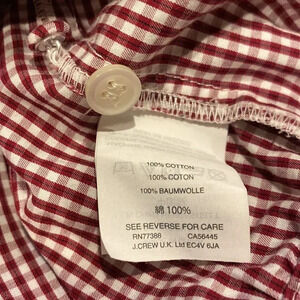 100% COTTON
100% COTON
100% BAUMWOLLE
綿 100%
SEE REVERSE FOR CARE
RN77388 CA56445
J.CREW U.K. Ltd EC4V 6JA